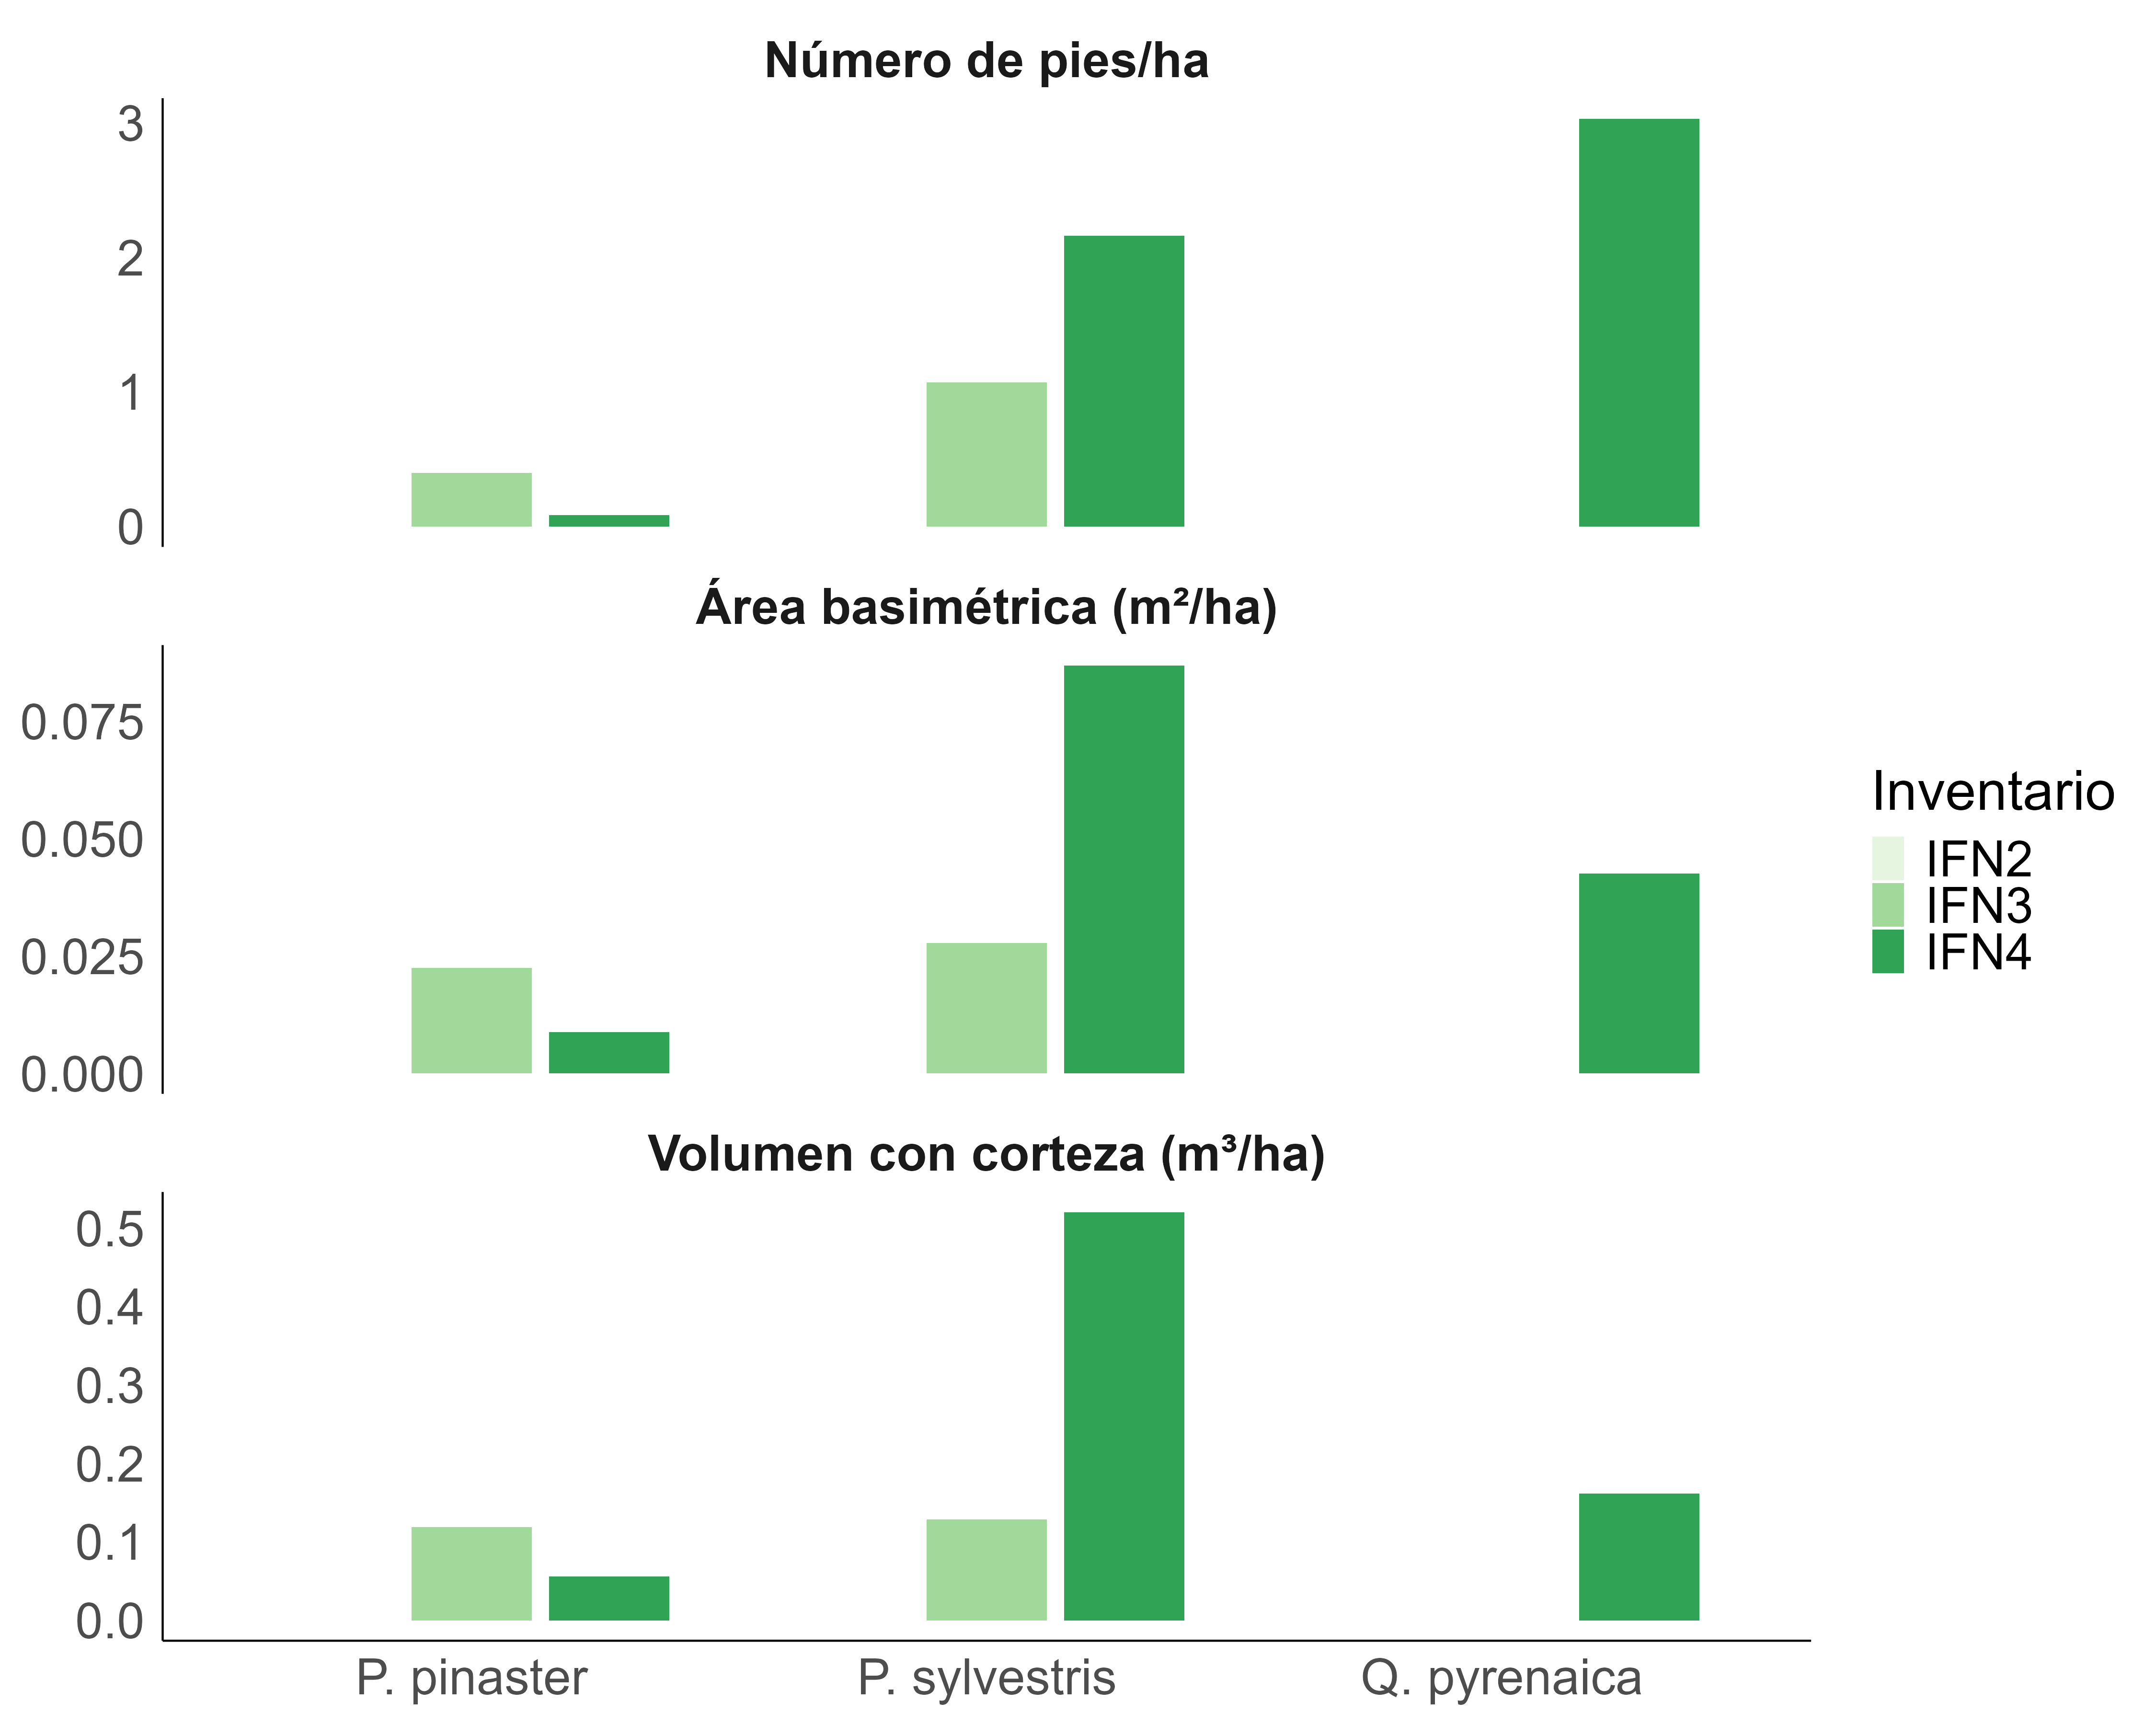 Número de pies/ha
3
2
1
0
Área basimétrica (m²/ha)
0.075
0.050
0.025
0.000
Volumen con corteza (m³/ha)
0.5
0.4
0.3
0.2
0.1
0.0
P. pinaster P. sylvestris Q. pyrenaica
Inventario
IFN2
IFN3
IFN4